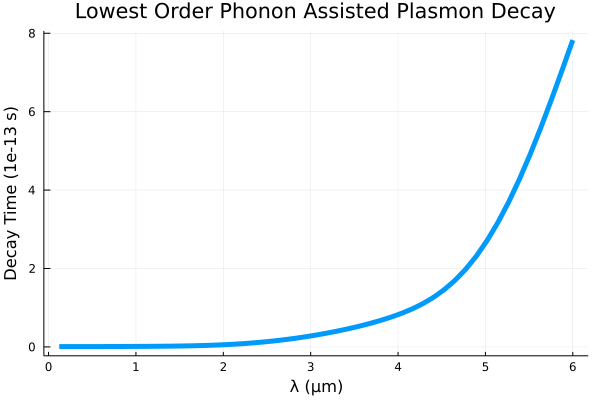 Lowest Order Phonon Assisted Plasmon Decay
Decay Time (1e-13 s)
8
6
4
2
0
0 1 2 3 4 5 6
λ (μm)